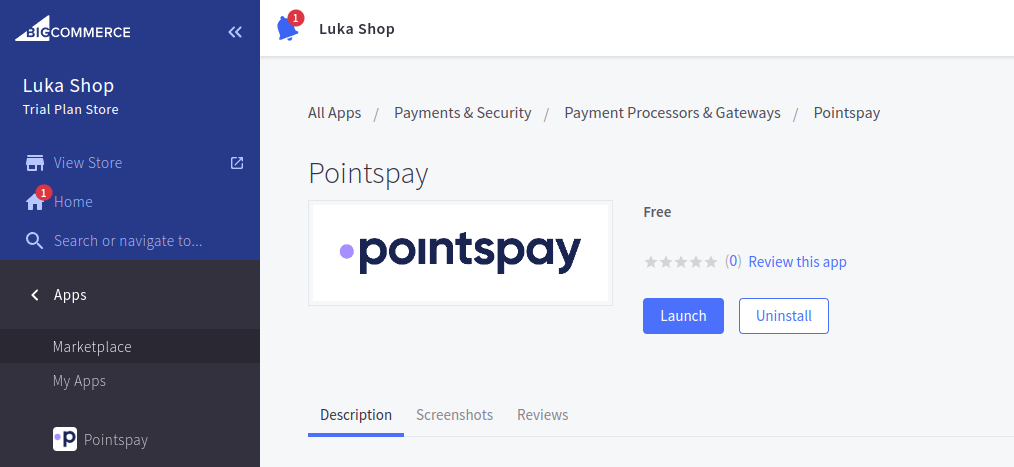 BIGCOMMERCE
1
Luka Shop
Luka Shop
Trial Plan Store
View Store
1
Home
Search or navigate to...
Apps
Marketplace
My Apps
p
Pointspay
All Apps / Payments & Security / Payment Processors & Gateways / Pointspay
Pointspay
pointspay
Free
(0) Review this app
Launch Uninstall
Description Screenshots Reviews